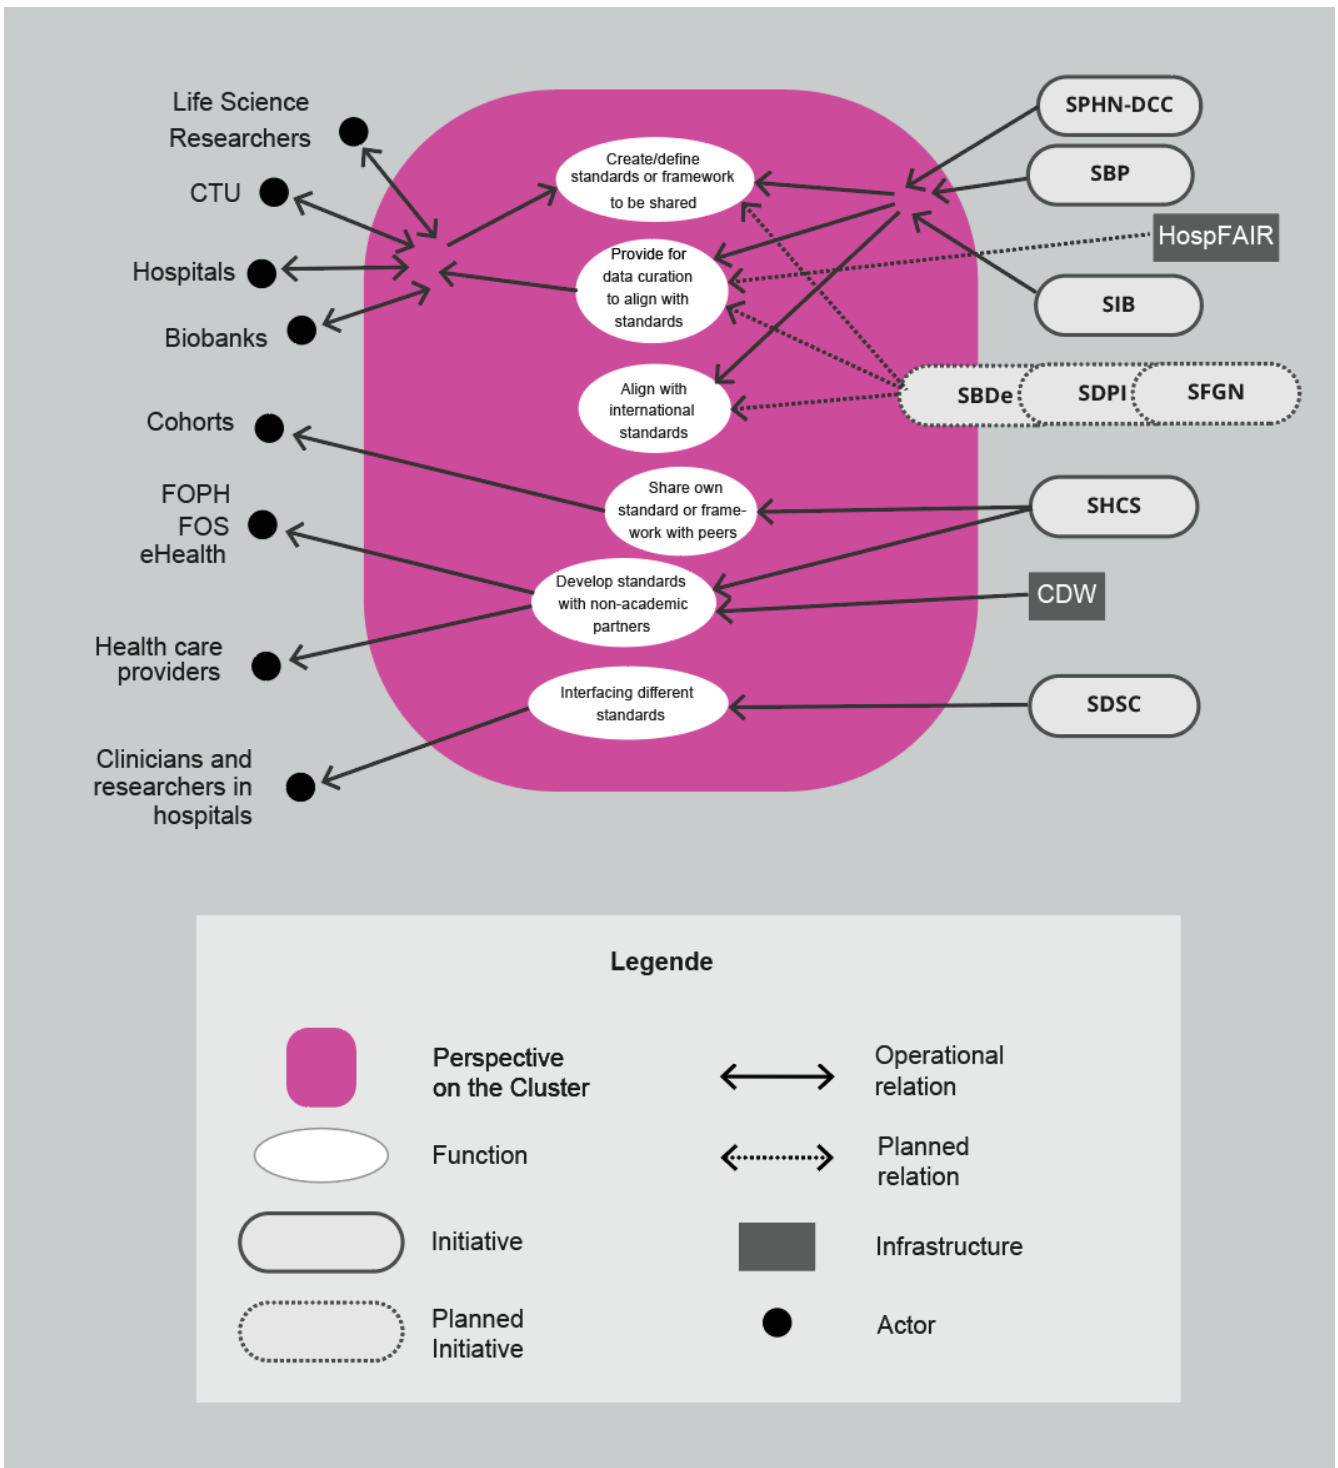 Life Science
Researchers
CTU
Hospitals
Biobanks
Cohorts
FOPH
FOS
eHealth
Health care
providers
Clinicians and
researchers in
hospitals
Create/define
standards or framework
to be shared
Provide for
data curation
to align with
standards
Align with
international
standards
Share own
standard or frame-
work with peers
Develop standards
with non-academic
partners
Interfacing different
standards
SPHN-DCC
SBP
HospFAIR
SIB
SBDe
SDPI
SFGN
SHCS
CDW
SDSC
Legende
Perspective
on the Cluster
Function
Initiative
Planned
Initiative
Operational
relation
Planned
relation
Infrastructure
Actor